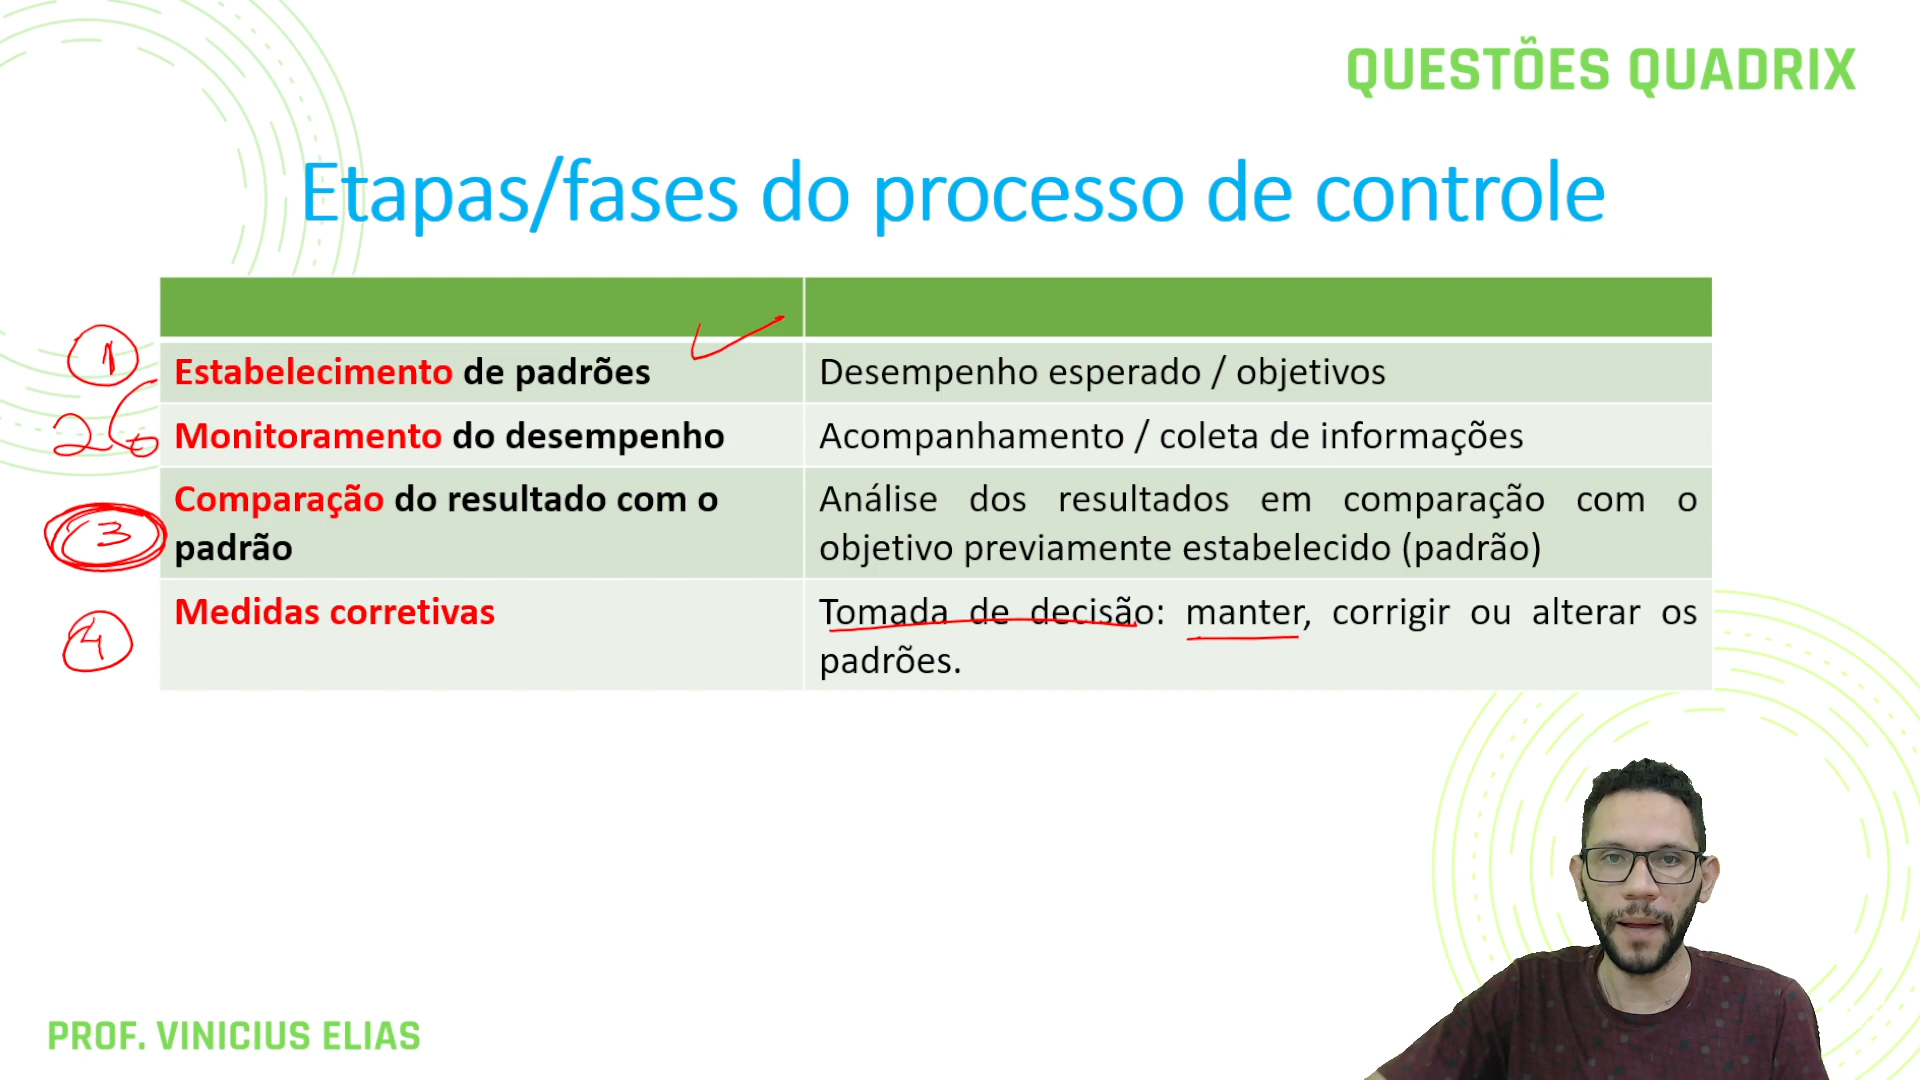 QUESTÕES QUADRIX
Etapas/fases do processo de controle
1
Estabelecimento de padrões
Desempenho esperado / objetivos
2
Monitoramento do desempenho
Acompanhamento / coleta de informações
3
Comparação do resultado com o
padrão
Análise dos resultados em comparação com o
objetivo previamente estabelecido (padrão)
4
Medidas corretivas
Tomada de decisão: manter, corrigir ou alterar os
padrões.
PROF. VINICIUS ELIAS